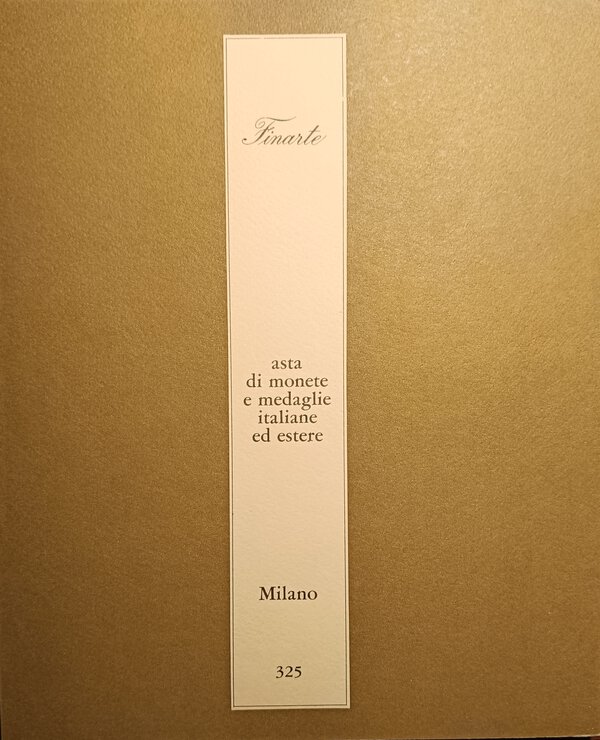 Finarte
asta
di monete
e medaglie
italiane
ed estere
Milano
325